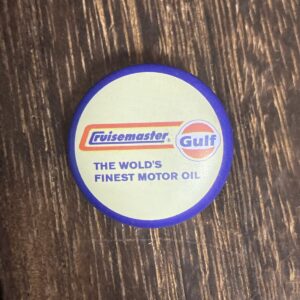 Cruisemaster®
Gulf
THE WOLD'S
FINEST MOTOR OIL